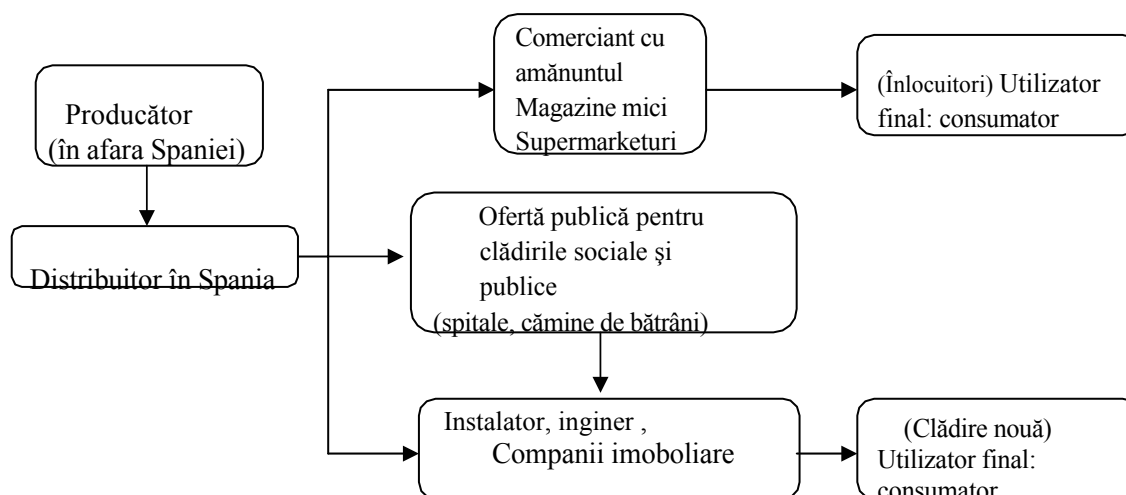 Comerciant cu
amănuntul
Magazine mici
Supermarketuri
(Înlocuitori) Utilizator
final: consumator
Producător
(în afara Spaniei)
Distribuitor în Spania
Ofertă publică pentru
clădirile sociale şi
publice
(spitale, cămine de bătrâni)
Instalator, inginer ,
Companii imoboliare
(Clădire nouă)
Utilizator final:
consumator